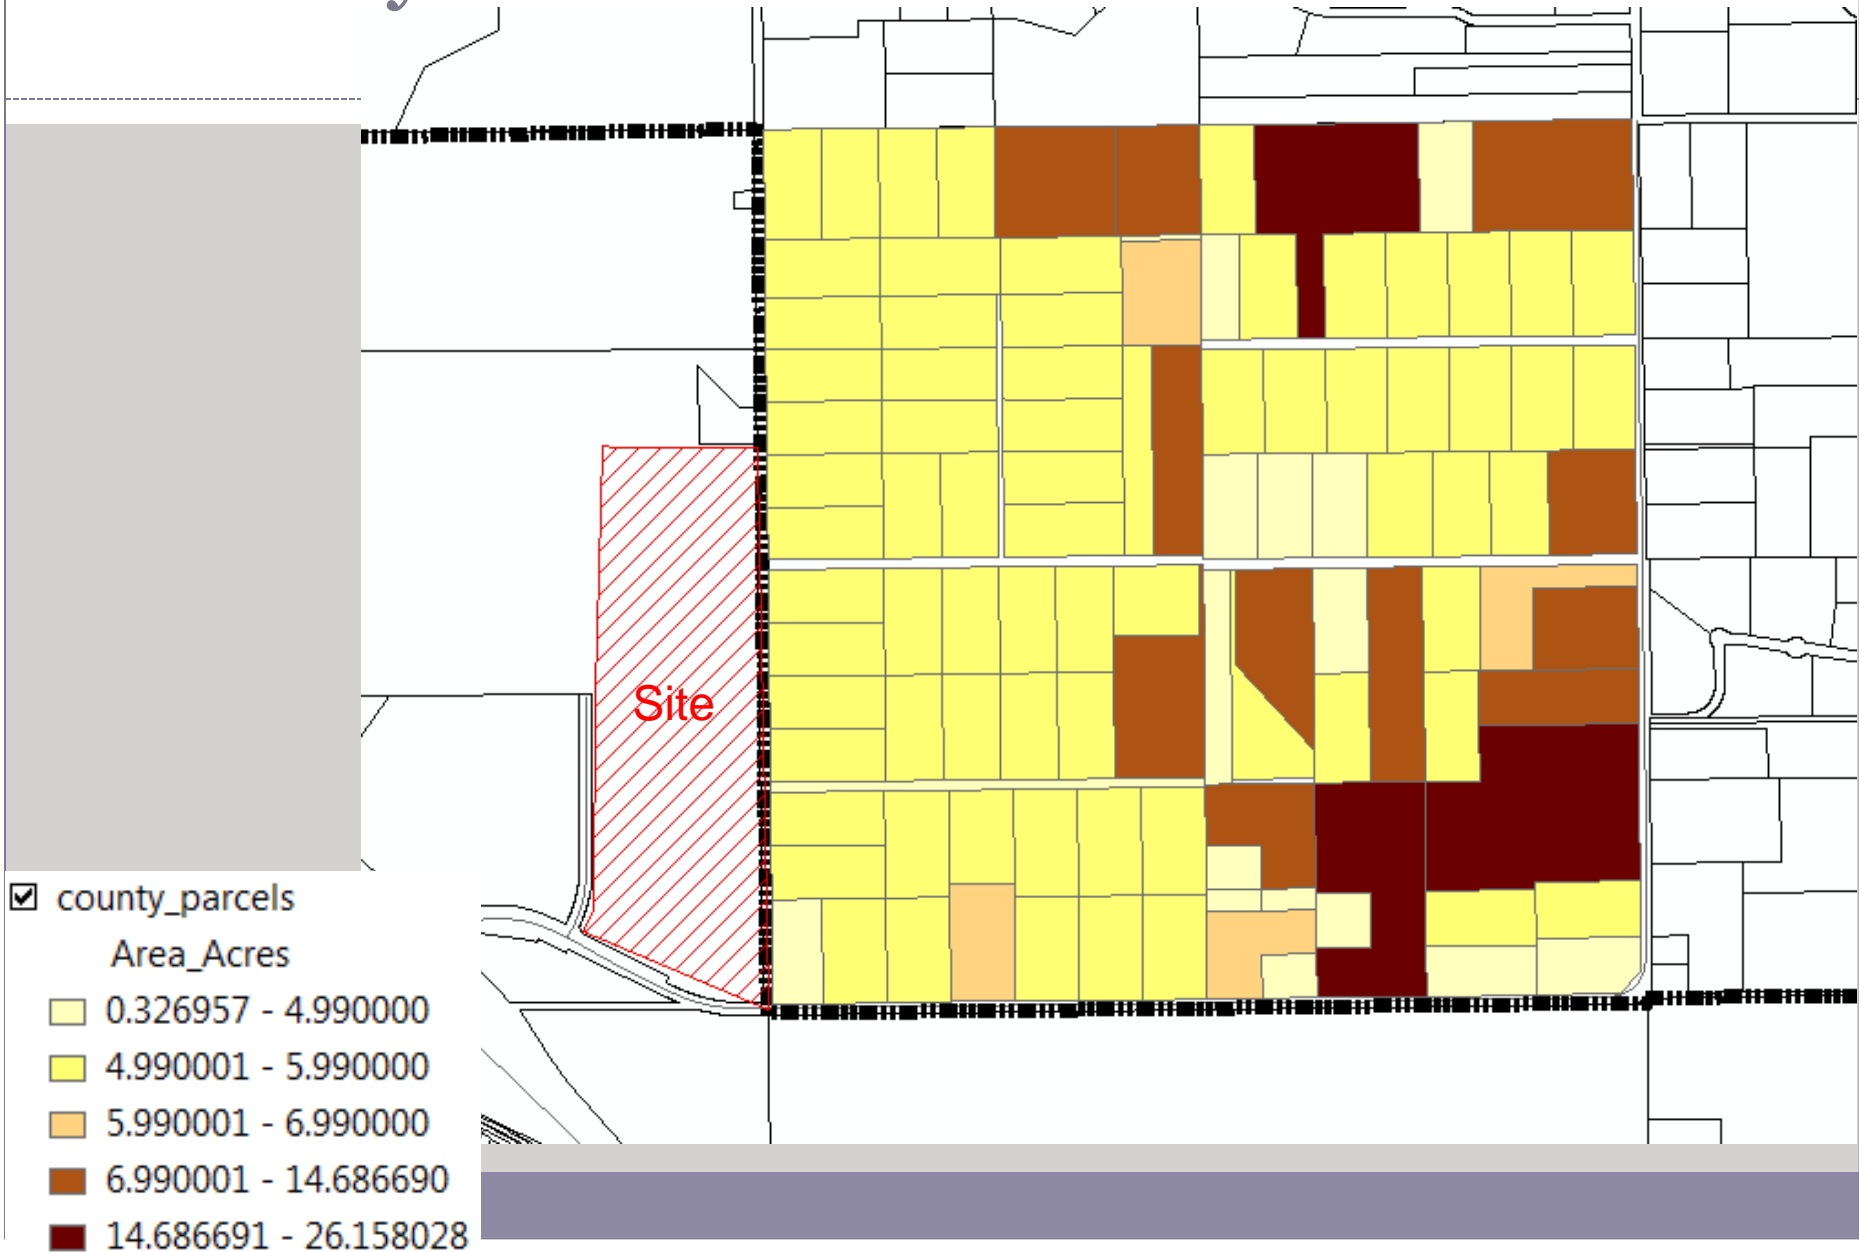 Site
county_parcels
Area_Acres
0.326957 - 4.990000
4.990001 - 5.990000
5.990001 - 6.990000
6.990001 - 14.686690
14.686691 - 26.158028